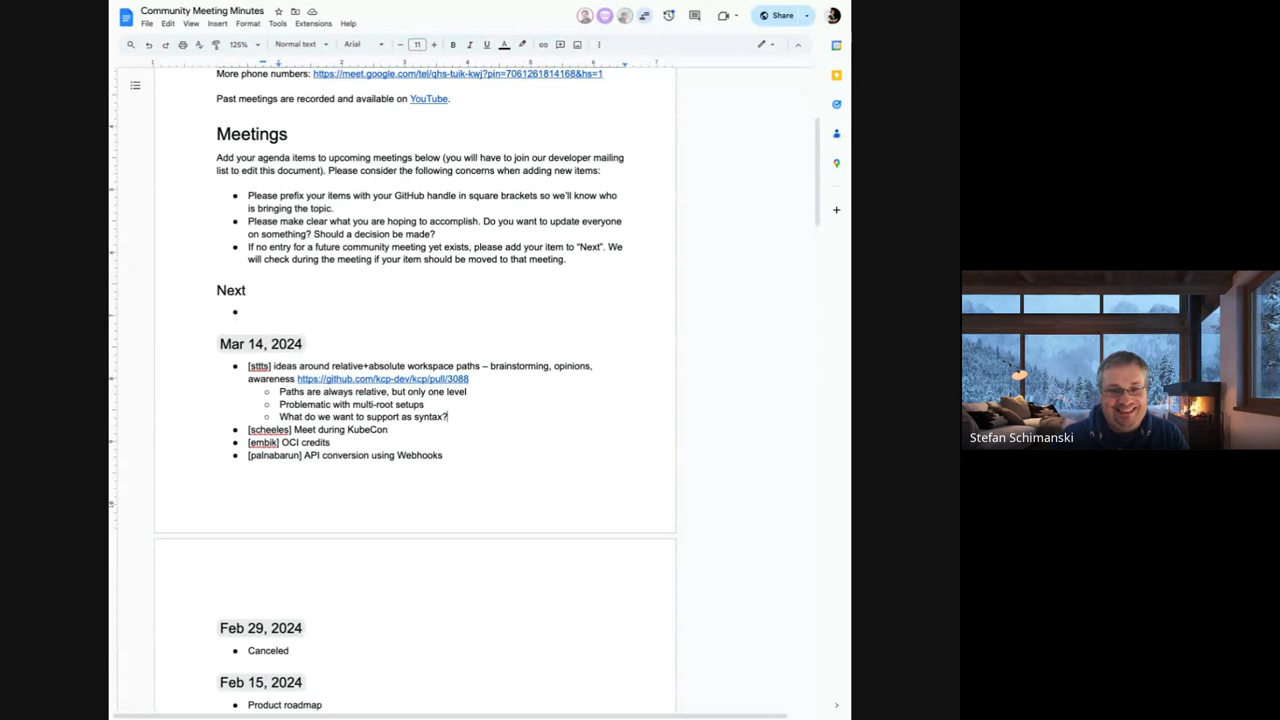 Community Meeting Minutes
File Edit View Insert Format Tools Extensions Help
Share
125% Normal text Arial 11 B I U A
1 2 3 4 5 6 7
More phone numbers: https://meet.google.com/tel/qhs-tuik-kwj?pin=7061261814168&hs=1
Past meetings are recorded and available on YouTube.
Meetings
Add your agenda items to upcoming meetings below (you will have to join our developer mailing
list to edit this document). Please consider the following concerns when adding new items:
● Please prefix your items with your GitHub handle in square brackets so we'll know who
is bringing the topic.
● Please make clear what you are hoping to accomplish. Do you want to update everyone
on something? Should a decision be made?
● If no entry for a future community meeting yet exists, please add your item to “Next”. We
will check during the meeting if your item should be moved to that meeting.
Next
●
Mar 14, 2024
● [sttts] ideas around relative+absolute workspace paths – brainstorming, opinions,
awareness https://github.com/kcp-dev/kcp/pull/3088
○ Paths are always relative, but only one level
○ Problematic with multi-root setups
○ What do we want to support as syntax?
● [scheeles] Meet during KubeCon
● [embik] OCI credits
● [palnabarun] API conversion using Webhooks
Feb 29, 2024
● Canceled
Feb 15, 2024
● Product roadmap
Stefan Schimanski